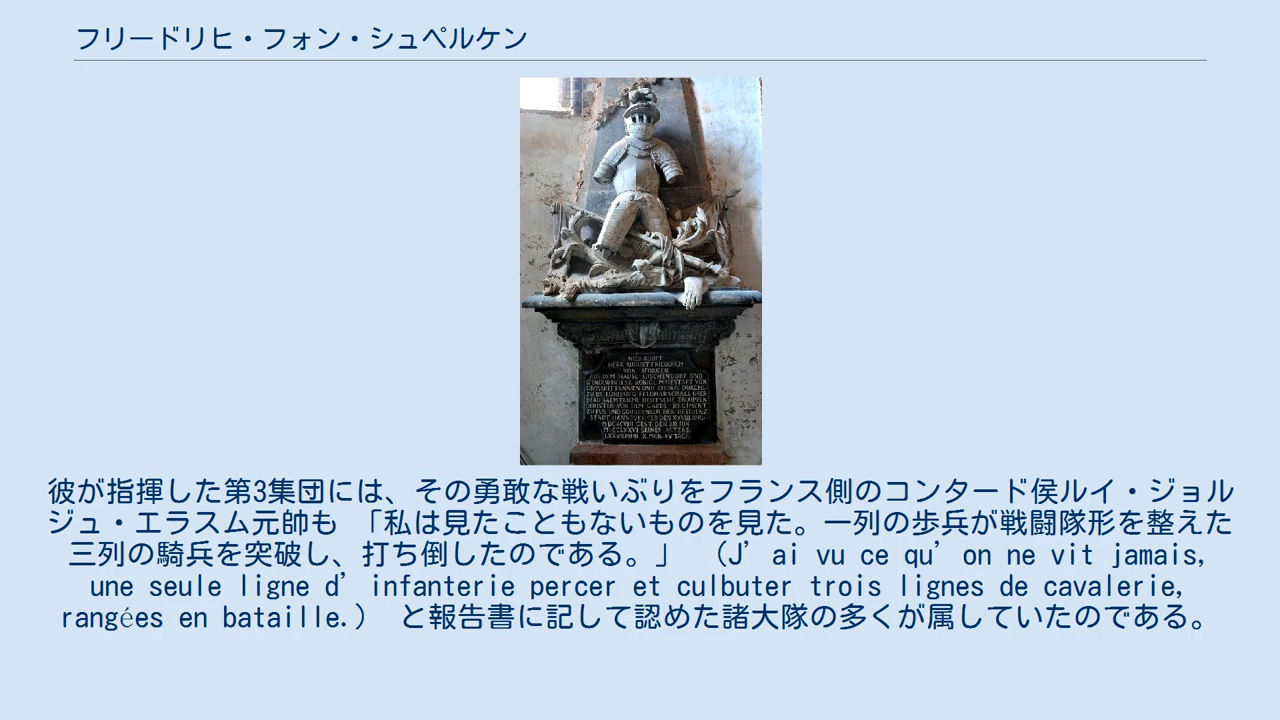 フリードリヒ・フォン・シュペルケン
HERR AUGUST FRIEDRICH
彼が指揮した第3集団には、その勇敢な戦いぶりをフランス側のコンタード侯ルイ・ジョル
ジュ・エラスム元帥も 「私は見たこともないものを見た。一列の歩兵が戦闘隊形を整えた
三列の騎兵を突破し、打ち倒したのである。」 （J’ai vu ce qu’on ne vit jamais,
une seule ligne d’infanterie percer et culbuter trois lignes de cavalerie,
rangées en bataille.） と報告書に記して認めた諸大隊の多くが属していたのである。